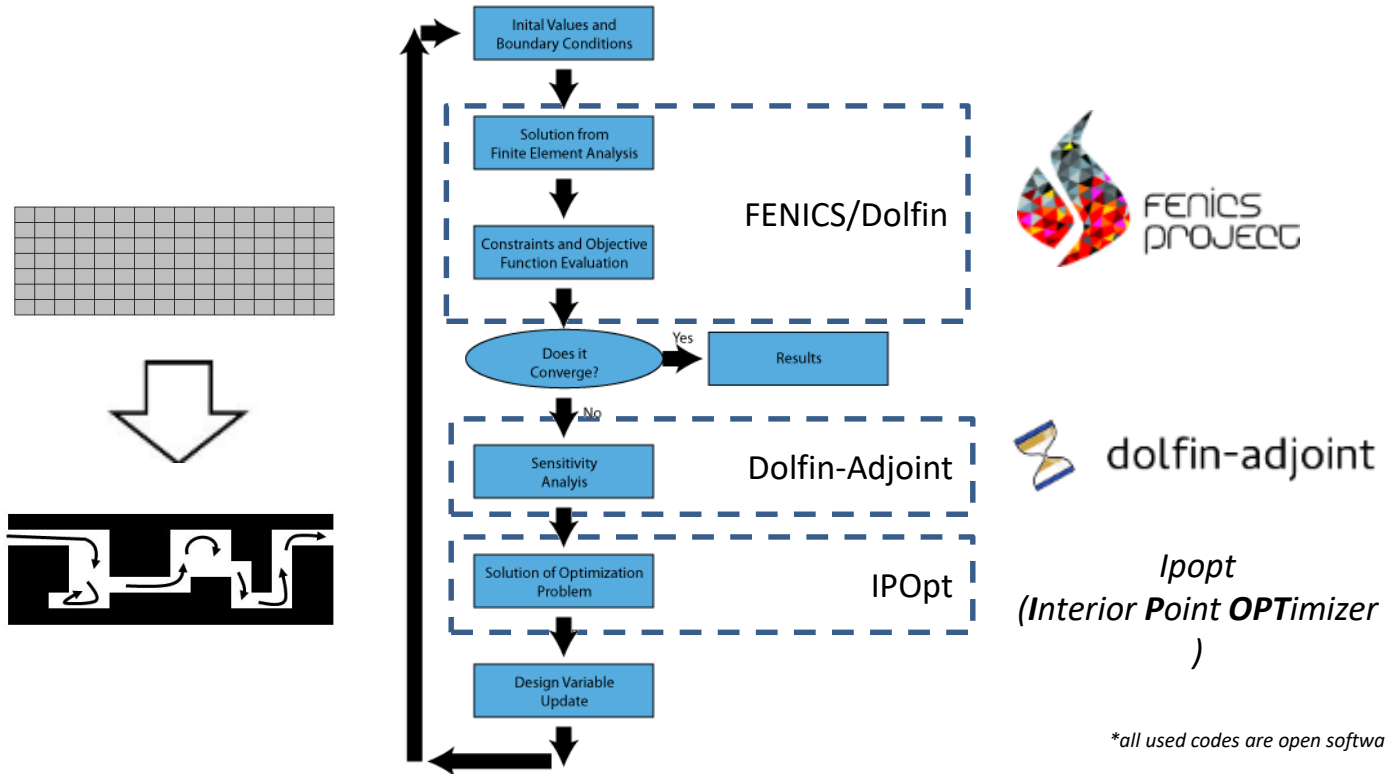 Inital Values and
Boundary Conditions
Solution from
Finite Element Analysis
FENICS/Dolfin
Constraints and Objective
Function Evaluation
FENICS
PROJECT
Does it
Converge?
Yes
Results
No
Sensitivity
Analyis
Dolfin-Adjoint
dolfin-adjoint
Solution of Optimization
Problem
IPOpt
Ipopt
(Interior Point OPTimizer
)
Design Variable
Update
*all used codes are open softwa